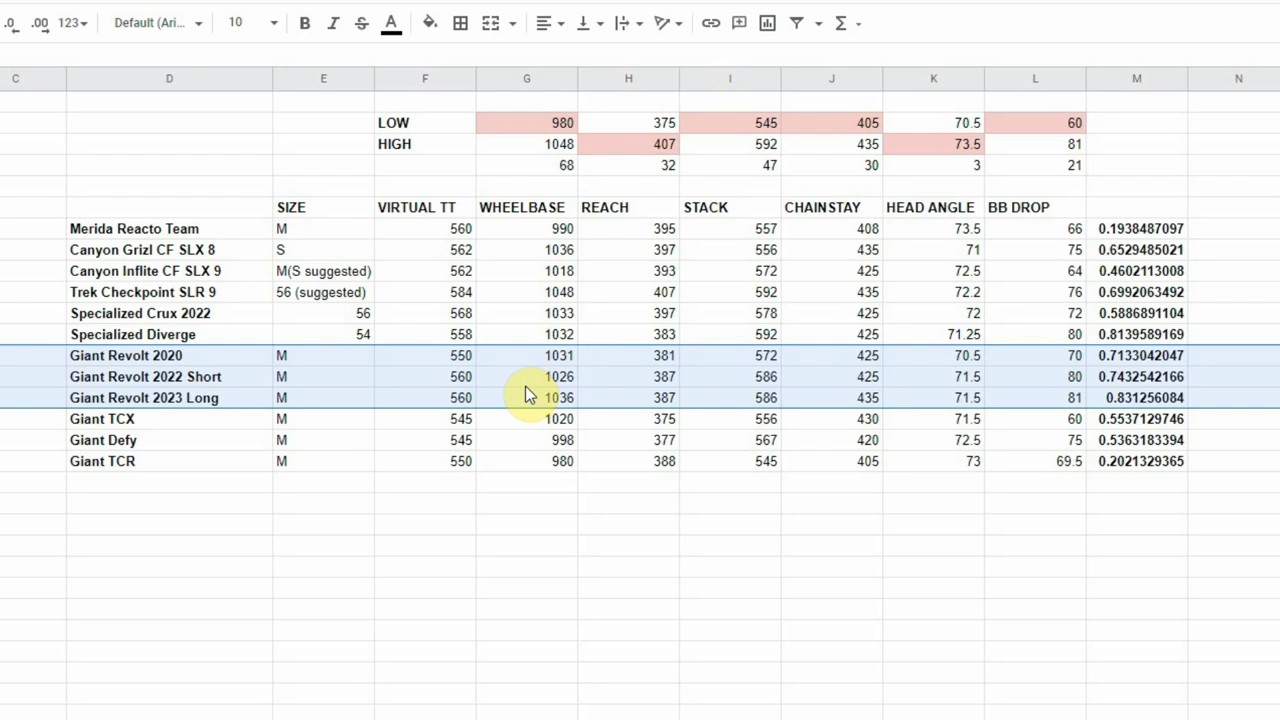 .0 .00 123 Default (Ari... 10 B I S A Σ
C D E F G H I J K L M N
LOW 980 375 545 405 70.5 60
HIGH 1048 407 592 435 73.5 81
68 32 47 30 3 21
SIZE VIRTUAL TT WHEELBASE REACH STACK CHAINSTAY HEAD ANGLE BB DROP
Merida Reacto Team M 560 990 395 557 408 73.5 66 0.1938487097
Canyon Grizl CF SLX 8 S 562 1036 397 556 435 71 75 0.6529485021
Canyon Inflite CF SLX 9 M(S suggested) 562 1018 393 572 425 72.5 64 0.4602113008
Trek Checkpoint SLR 9 56 (suggested) 584 1048 407 592 435 72.2 76 0.6992063492
Specialized Crux 2022 56 568 1033 397 578 425 72 72 0.5886891104
Specialized Diverge 54 558 1032 383 592 425 71.25 80 0.8139589169
Giant Revolt 2020 M 550 1031 381 572 425 70.5 70 0.7133042047
Giant Revolt 2022 Short M 560 1026 387 586 425 71.5 80 0.7432542166
Giant Revolt 2023 Long M 560 1036 387 586 435 71.5 81 0.831256084
Giant TCX M 545 1020 375 556 430 71.5 60 0.5537129746
Giant Defy M 545 998 377 567 420 72.5 75 0.5363183394
Giant TCR M 550 980 388 545 405 73 69.5 0.2021329365